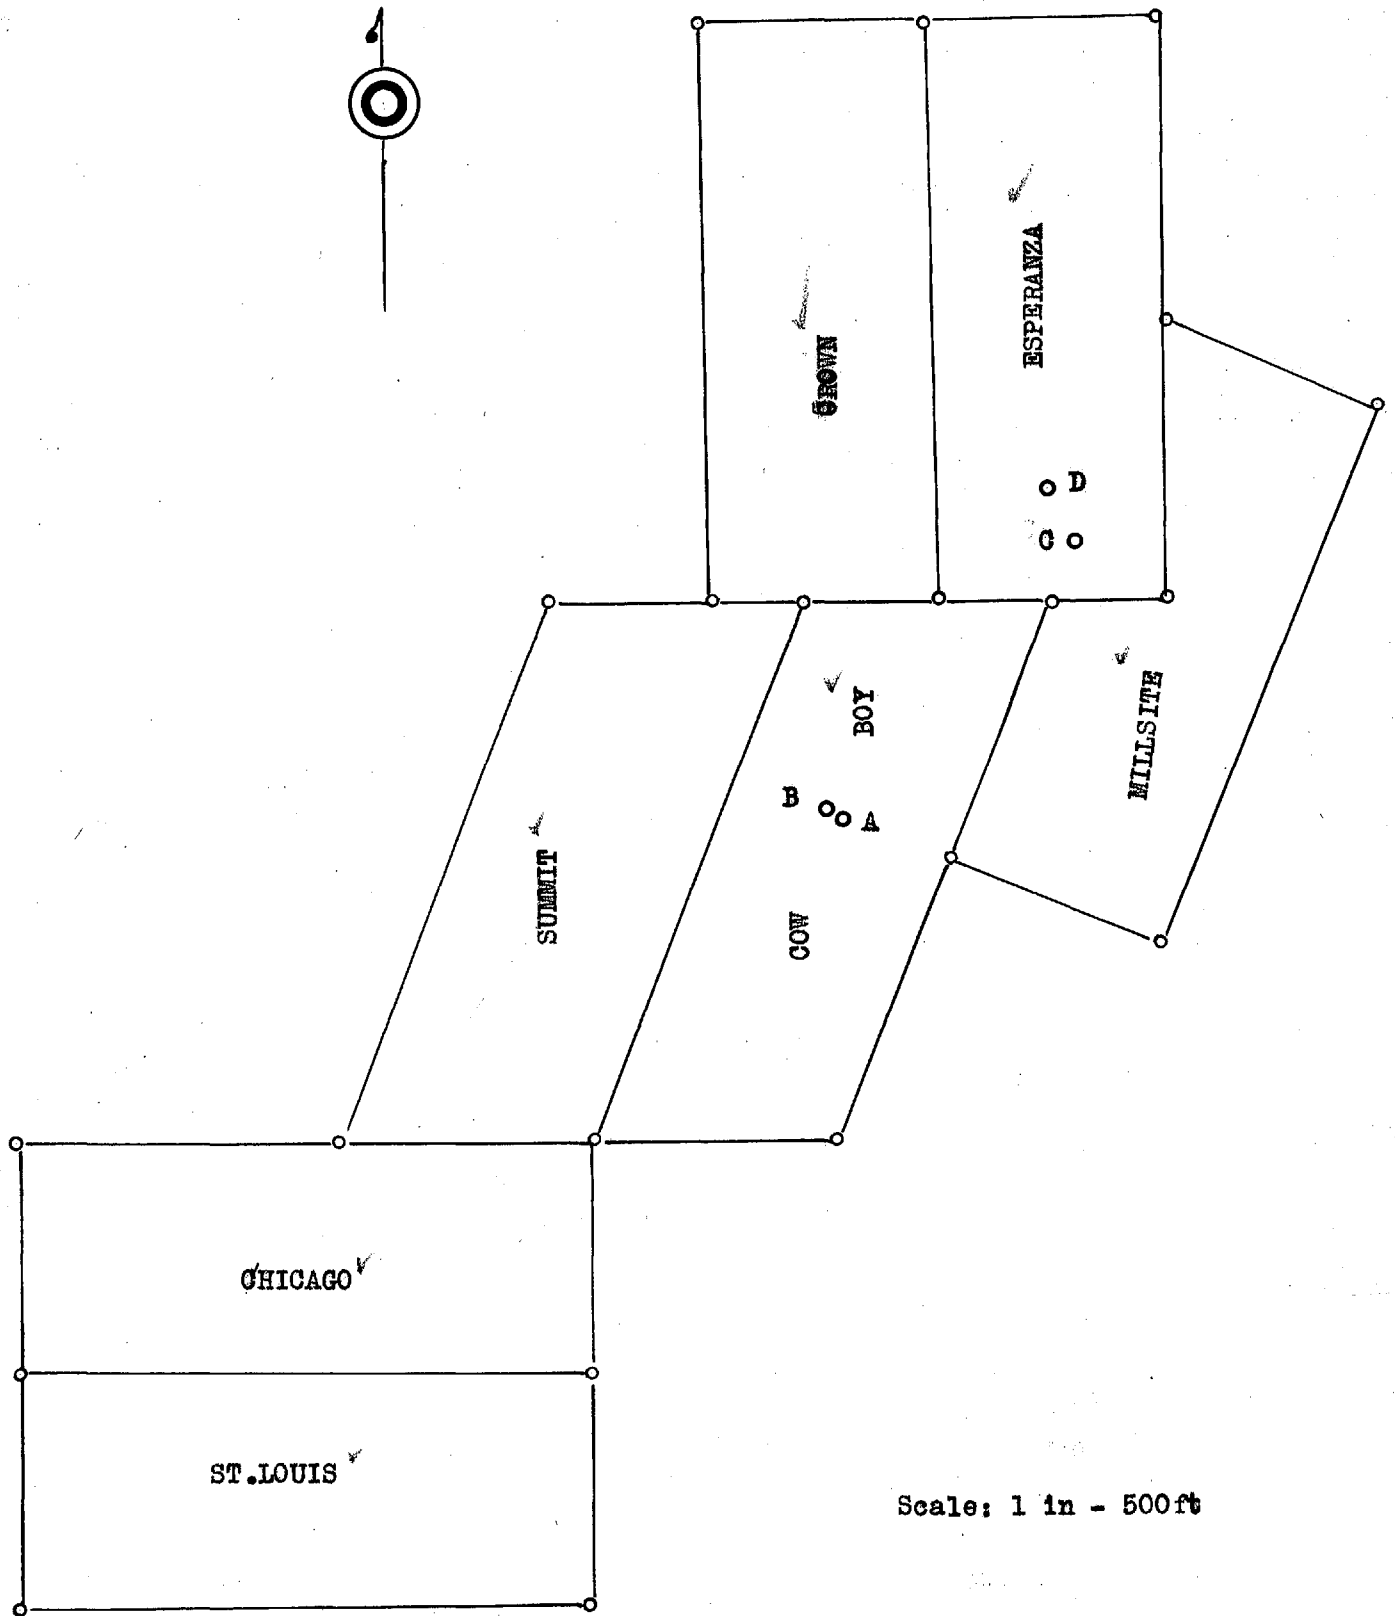 ESPERANZA
CROWN
D
C
BOY
MILLSITE
B
A
SUMMIT
COW
CHICAGO
ST.LOUIS
Scale: 1 in - 500ft